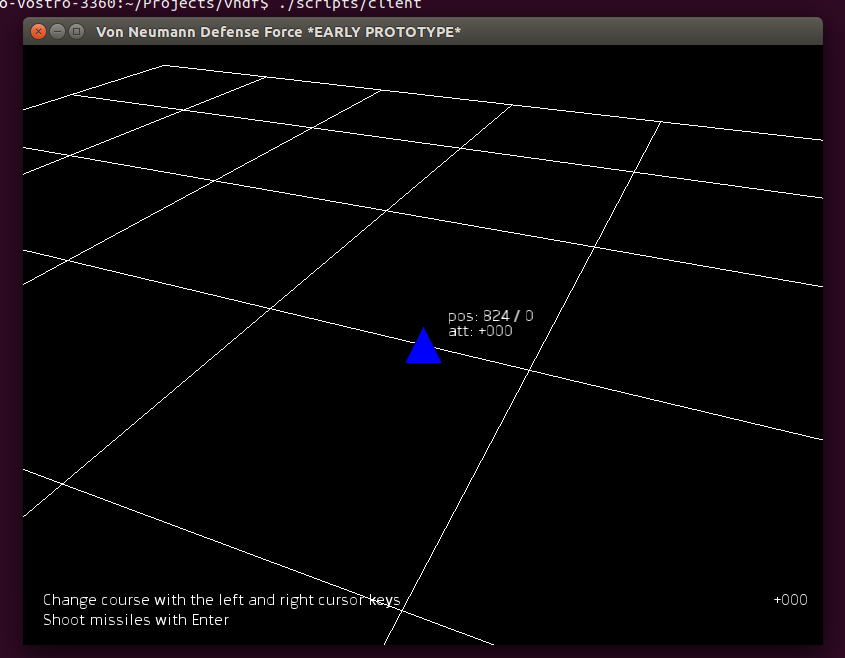 o-vostro-3360:~/Projects/vndf$ ./scripts/client
Von Neumann Defense Force *EARLY PROTOTYPE*
pos: 824 / 0
att: +000
Change course with the left and right cursor keys
+000
Shoot missiles with Enter